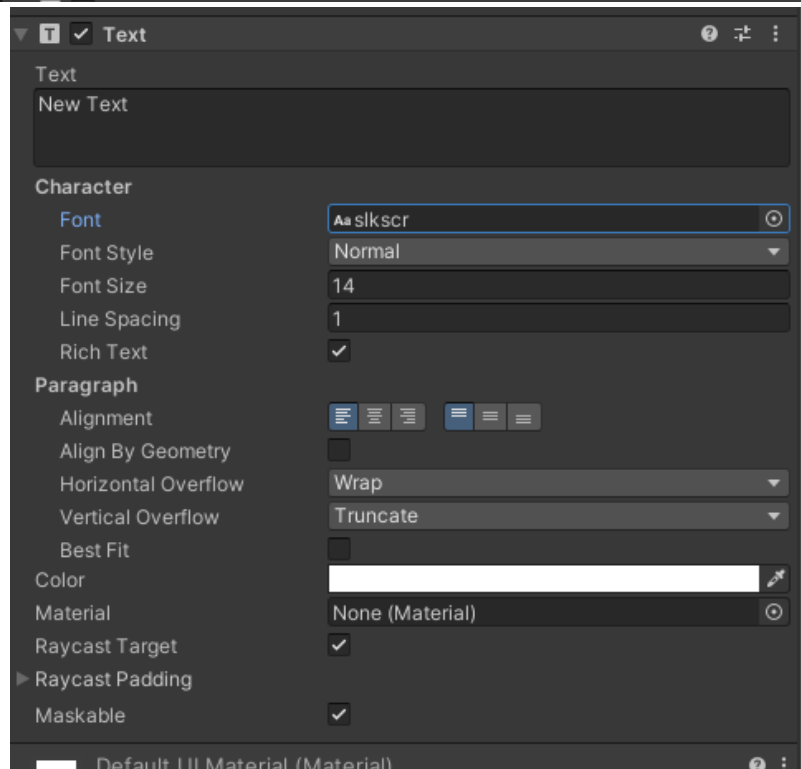 Text
Text
New Text
Character
Font Aa slkscr
Font Style Normal
Font Size 14
Line Spacing 1
Rich Text
Paragraph
Alignment
Align By Geometry
Horizontal Overflow Wrap
Vertical Overflow Truncate
Best Fit
Color
Material None (Material)
Raycast Target
Raycast Padding
Maskable
Default UI Material (Material)